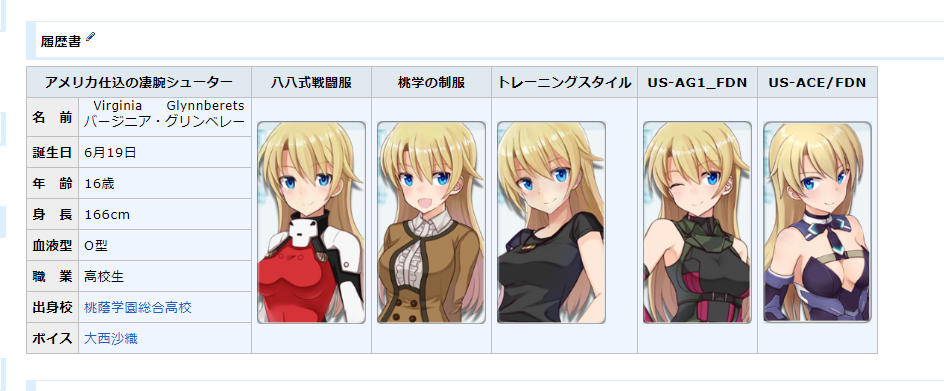 履歴書
アメリカ仕込の凄腕シューター 八八式戦闘服 桃学の制服 トレーニングスタイル US-AG1_FDN US-ACE/FDN
名　前 Virginia Glynnberets
バージニア・グリンベレー
誕生日 6月19日
年　齢 16歳
身　長 166cm
血液型 O型
職　業 高校生
出身校 桃蔭学園総合高校
ボイス 大西沙織